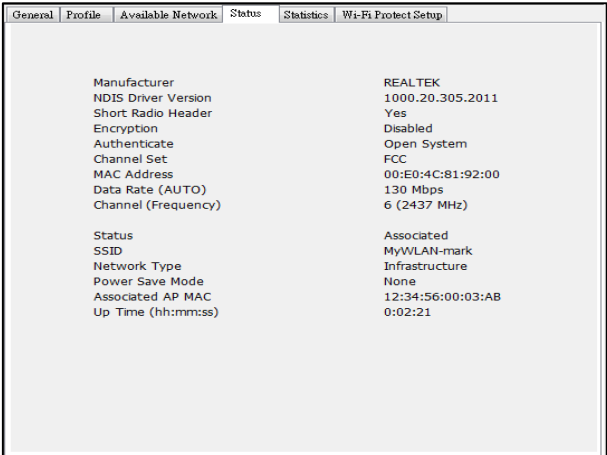 General Profile Available Network Status Statistics Wi-Fi Protect Setup
Manufacturer REALTEK
NDIS Driver Version 1000.20.305.2011
Short Radio Header Yes
Encryption Disabled
Authenticate Open System
Channel Set FCC
MAC Address 00:E0:4C:81:92:00
Data Rate (AUTO) 130 Mbps
Channel (Frequency) 6 (2437 MHz)
Status Associated
SSID MyWLAN-mark
Network Type Infrastructure
Power Save Mode None
Associated AP MAC 12:34:56:00:03:AB
Up Time (hh:mm:ss) 0:02:21